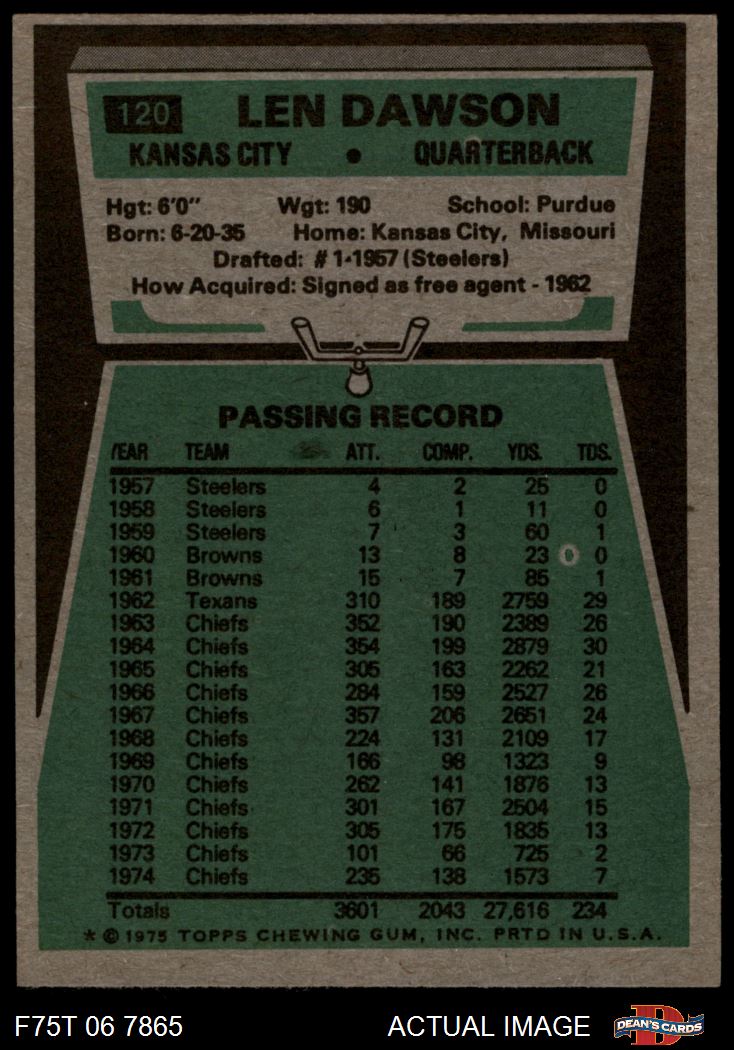 120 LEN DAWSON
KANSAS CITY • QUARTERBACK
Hgt: 6'0" Wgt: 190 School: Purdue
Born: 6-20-35 Home: Kansas City, Missouri
Drafted: #1-1957 (Steelers)
How Acquired: Signed as free agent - 1962
PASSING RECORD
YEAR TEAM ATT. COMP. YDS. TDS.
1957 Steelers 4 2 25 0
1958 Steelers 6 1 11 0
1959 Steelers 7 3 60 1
1960 Browns 13 8 23 0
1961 Browns 15 7 85 1
1962 Texans 310 189 2759 29
1963 Chiefs 352 190 2389 26
1964 Chiefs 354 199 2879 30
1965 Chiefs 305 163 2262 21
1966 Chiefs 284 159 2527 26
1967 Chiefs 357 206 2651 24
1968 Chiefs 224 131 2109 17
1969 Chiefs 166 98 1323 9
1970 Chiefs 262 141 1876 13
1971 Chiefs 301 167 2504 15
1972 Chiefs 305 175 1835 13
1973 Chiefs 101 66 725 2
1974 Chiefs 235 138 1573 7
Totals 3601 2043 27,616 234
* © 1975 TOPPS CHEWING GUM, INC. PRTD IN U.S.A.
F75T 06 7865 ACTUAL IMAGE DEAN'S CARDS